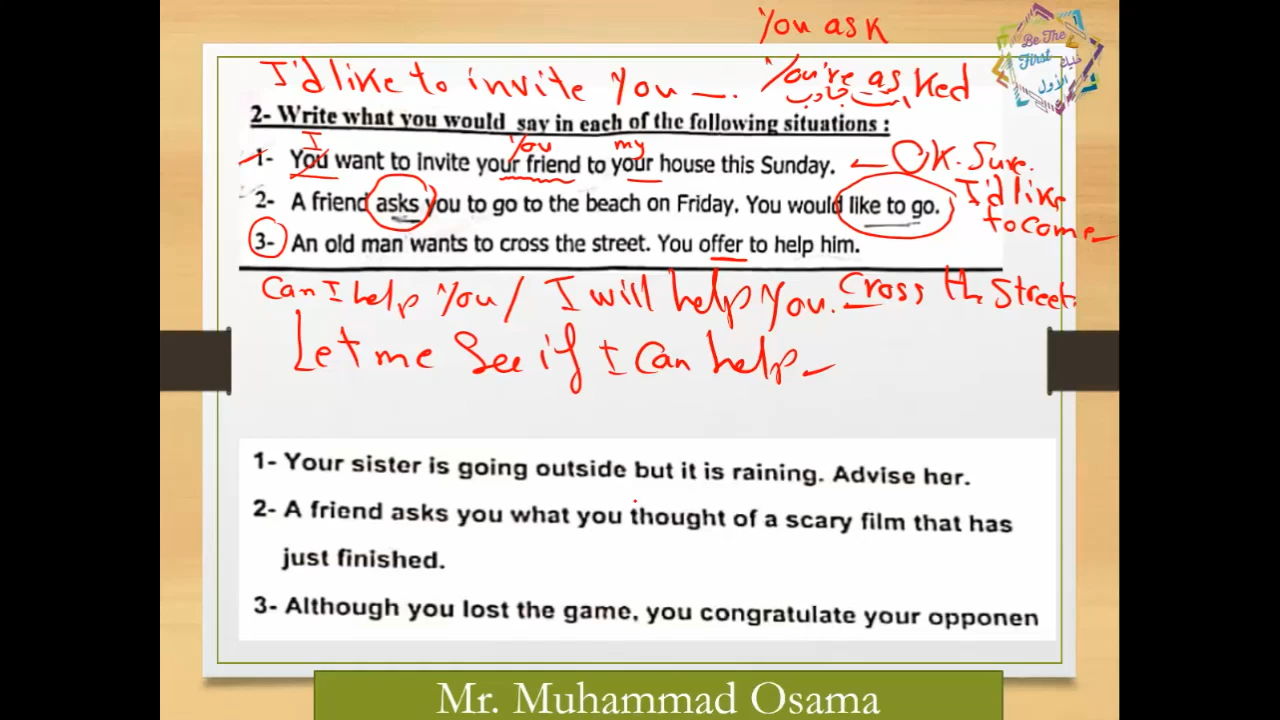 You ask
I'd like to invite you —. You're asked
انت جاوب
Be The First
خليك الأول
2- Write what you would say in each of the following situations :
I you my
1- You want to invite your friend to your house this Sunday. OK. Sure.
2- A friend asks you to go to the beach on Friday. You would like to go. I'd like to come
3- An old man wants to cross the street. You offer to help him.
Can I help you / I will help you. cross the street.
Let me see if I can help
1- Your sister is going outside but it is raining. Advise her.
2- A friend asks you what you thought of a scary film that has
just finished.
3- Although you lost the game, you congratulate your opponen
Mr. Muhammad Osama